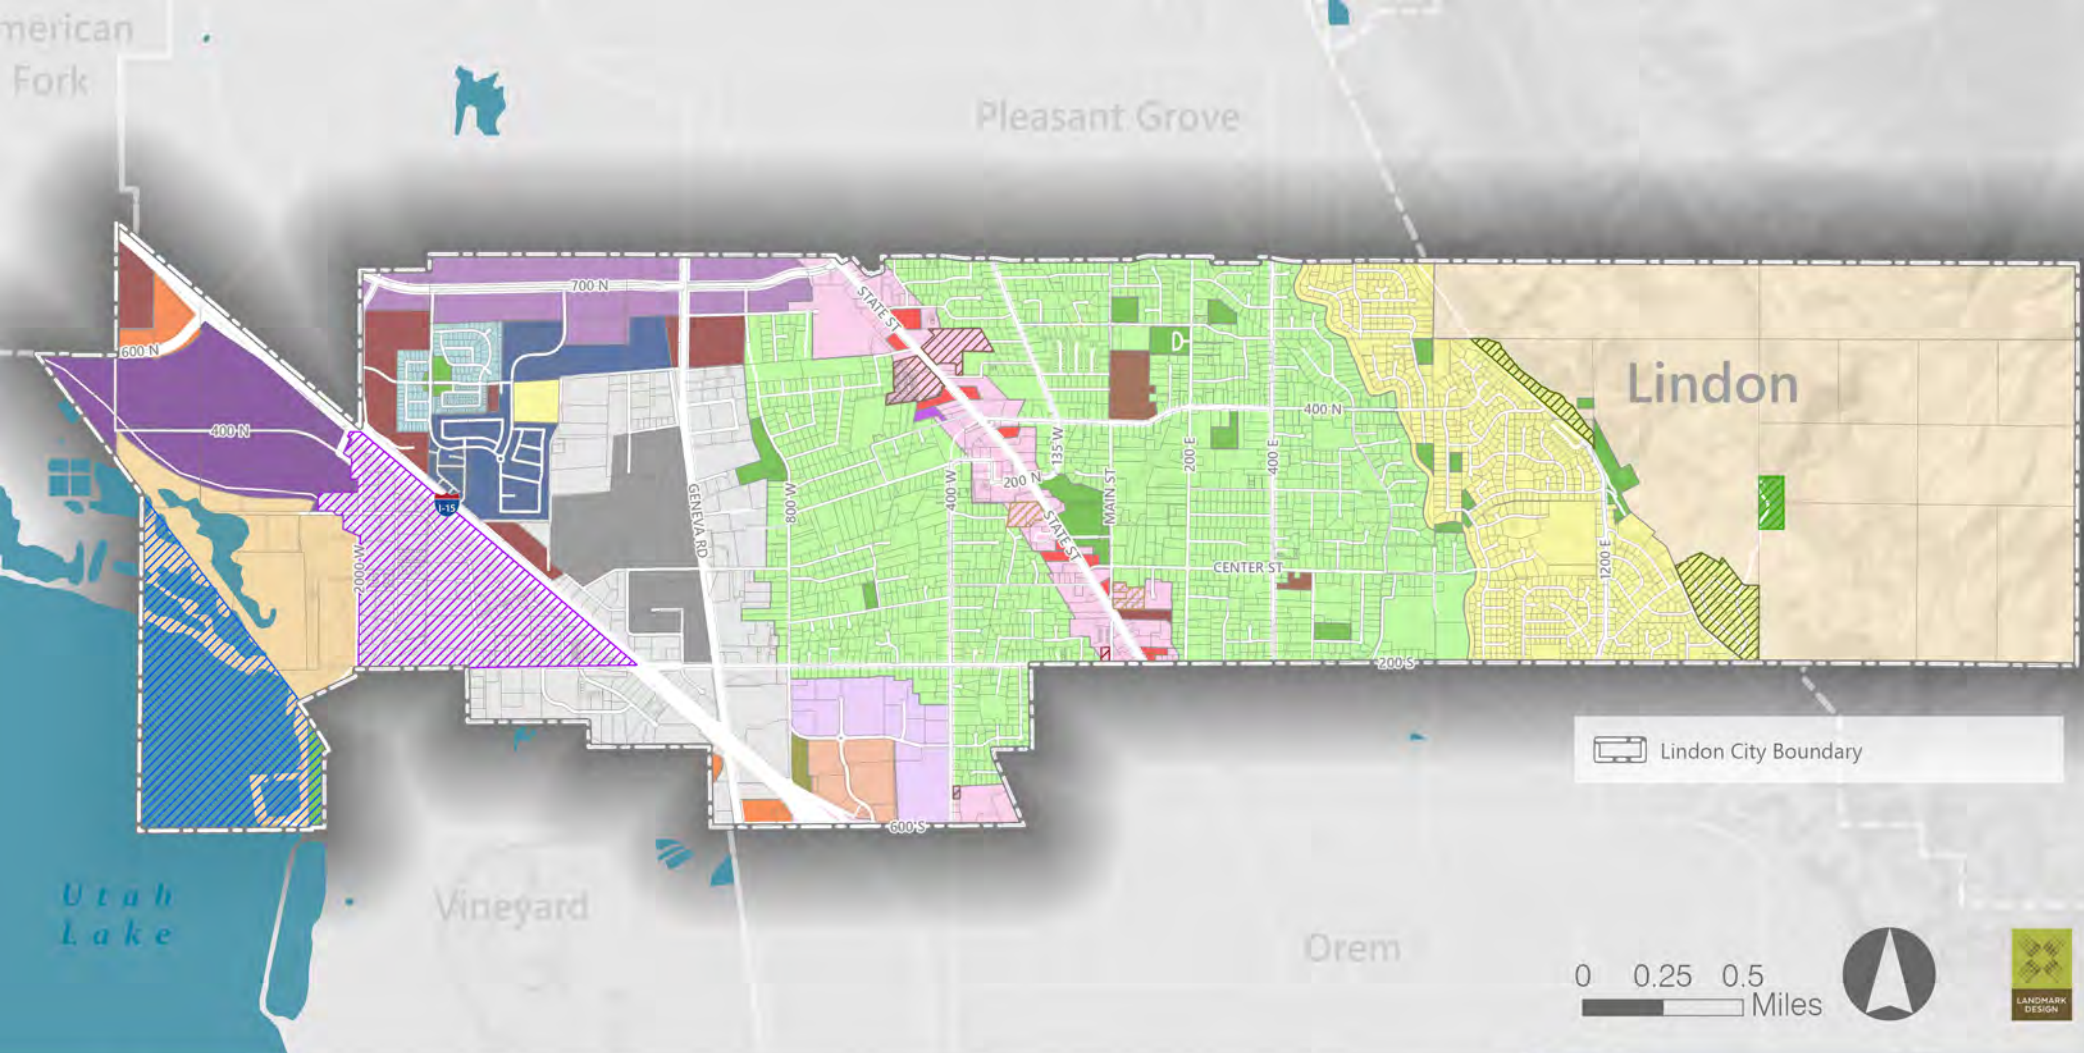 merican
Fork
Pleasant Grove
700 N
STATE ST
600 N
Lindon
400 N
400 N
135 W
200 E
400 E
200 N
400 W
MAIN ST
800 W
I-15
GENEVA RD
STATE ST
2000 W
CENTER ST
1200 E
200 S
Lindon City Boundary
600 S
Utah
Lake
Vineyard
Orem
0 0.25 0.5
Miles
LANDMARK
DESIGN